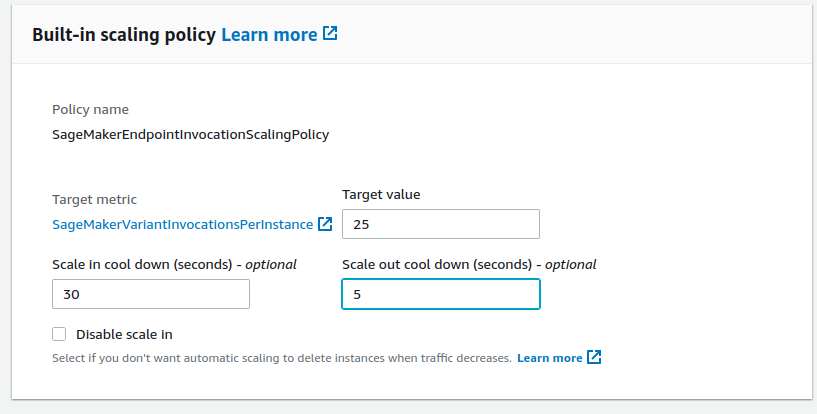 Built-in scaling policy Learn more
Policy name
SageMakerEndpointInvocationScalingPolicy
Target metric
SageMakerVariantInvocationsPerInstance
Target value
25
Scale in cool down (seconds) - optional
30
Scale out cool down (seconds) - optional
5
Disable scale in
Select if you don't want automatic scaling to delete instances when traffic decreases. Learn more